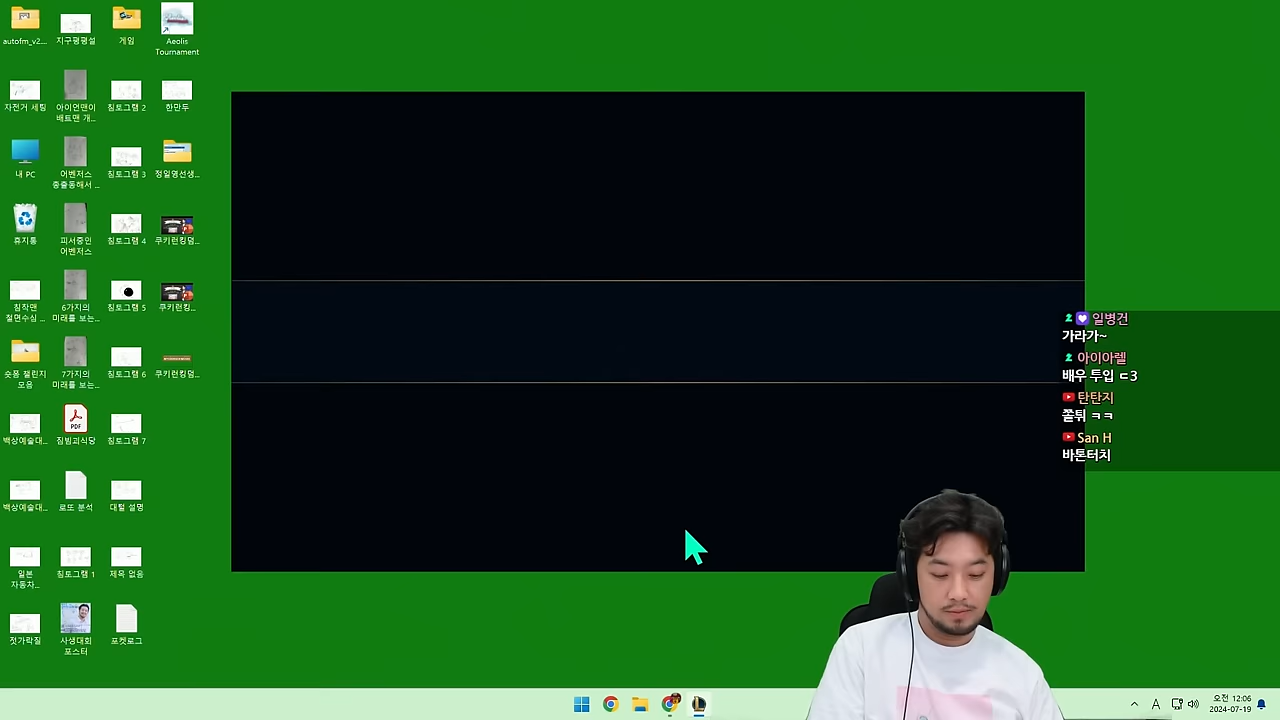 autofm_v2...
지구평평설
게임
Aeolis
Tournament
자전거 세팅
아이언맨이
배트맨 개...
침토그램 2
한만두
내 PC
어벤저스
총출동해서 ...
침토그램 3
정일영선생...
휴지통
피서중인
어벤저스
침토그램 4
쿠키런킹덤...
침착맨
절면수심 ...
6가지의
미래를 보는...
침토그램 5
쿠키런킹...
숏퐁 챌린지
모음
7가지의
미래를 보는...
침토그램 6
쿠키런킹덤...
백상예술대...
PDF
짐빔괴식당
침토그램 7
백상예술대...
로또 분석
대털 설명
일본
자동차...
침토그램 1
제목 없음
젓가락질
사생대회
포스터
포켓로그
일병건
가라가~
아이아렐
배우 투입 ㄷ3
탄탄지
쫄튀 ㅋㅋ
San H
바톤터치
A
오전 12:06
2024-07-19